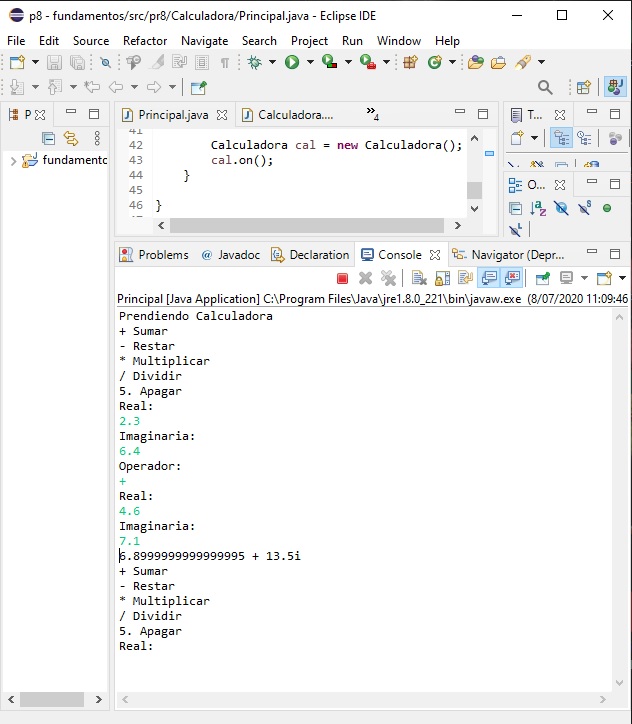 p8 - fundamentos/src/pr8/Calculadora/Principal.java - Eclipse IDE
File Edit Source Refactor Navigate Search Project Run Window Help
P
Principal.java
Calculadora....
»4
T...
fundamento
42 Calculadora cal = new Calculadora();
43 cal.on();
44 }
45
46 }
O...
Problems
@ Javadoc
Declaration
Console
Navigator (Depr...
Principal [Java Application] C:\Program Files\Java\jre1.8.0_221\bin\javaw.exe (8/07/2020 11:09:46
Prendiendo Calculadora
+ Sumar
- Restar
* Multiplicar
/ Dividir
5. Apagar
Real:
2.3
Imaginaria:
6.4
Operador:
+
Real:
4.6
Imaginaria:
7.1
6.8999999999999995 + 13.5i
+ Sumar
- Restar
* Multiplicar
/ Dividir
5. Apagar
Real: